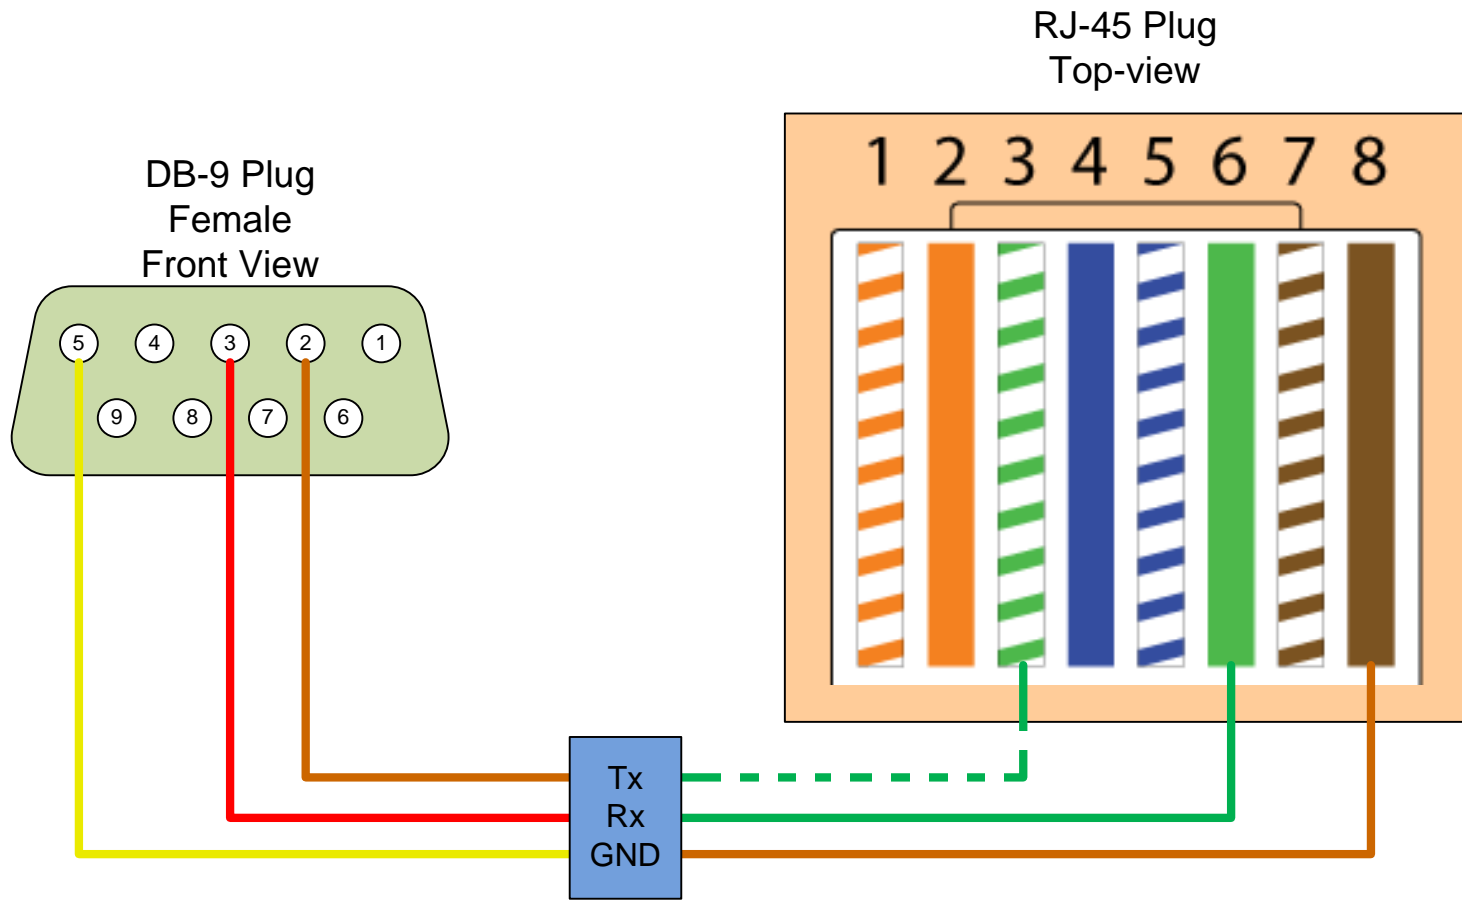 RJ-45 Plug
Top-view
1 2 3 4 5 6 7 8
DB-9 Plug
Female
Front View
5 4 3 2 1
9 8 7 6
Tx
Rx
GND